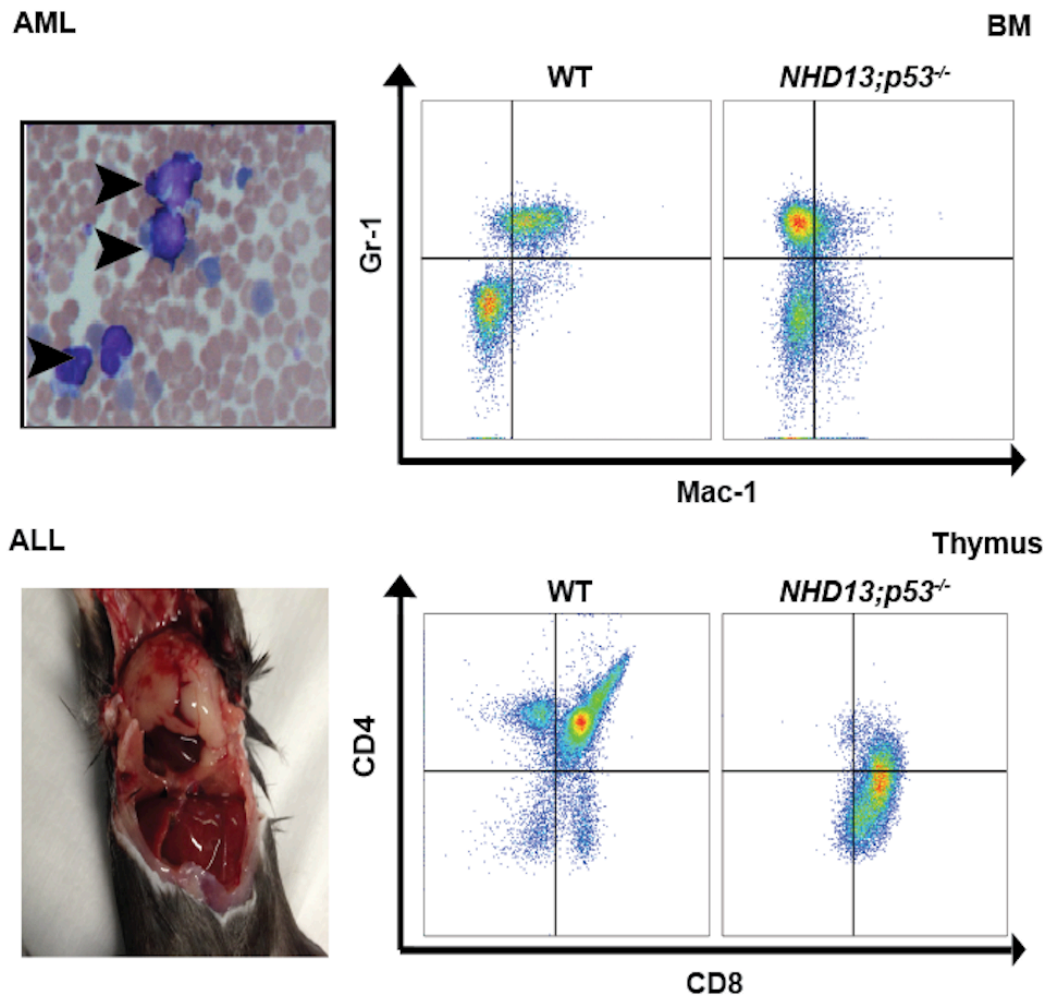 AML
BM
WT
NHD13;p53-/-
Gr-1
Mac-1
ALL
Thymus
WT
NHD13;p53-/-
CD4
CD8